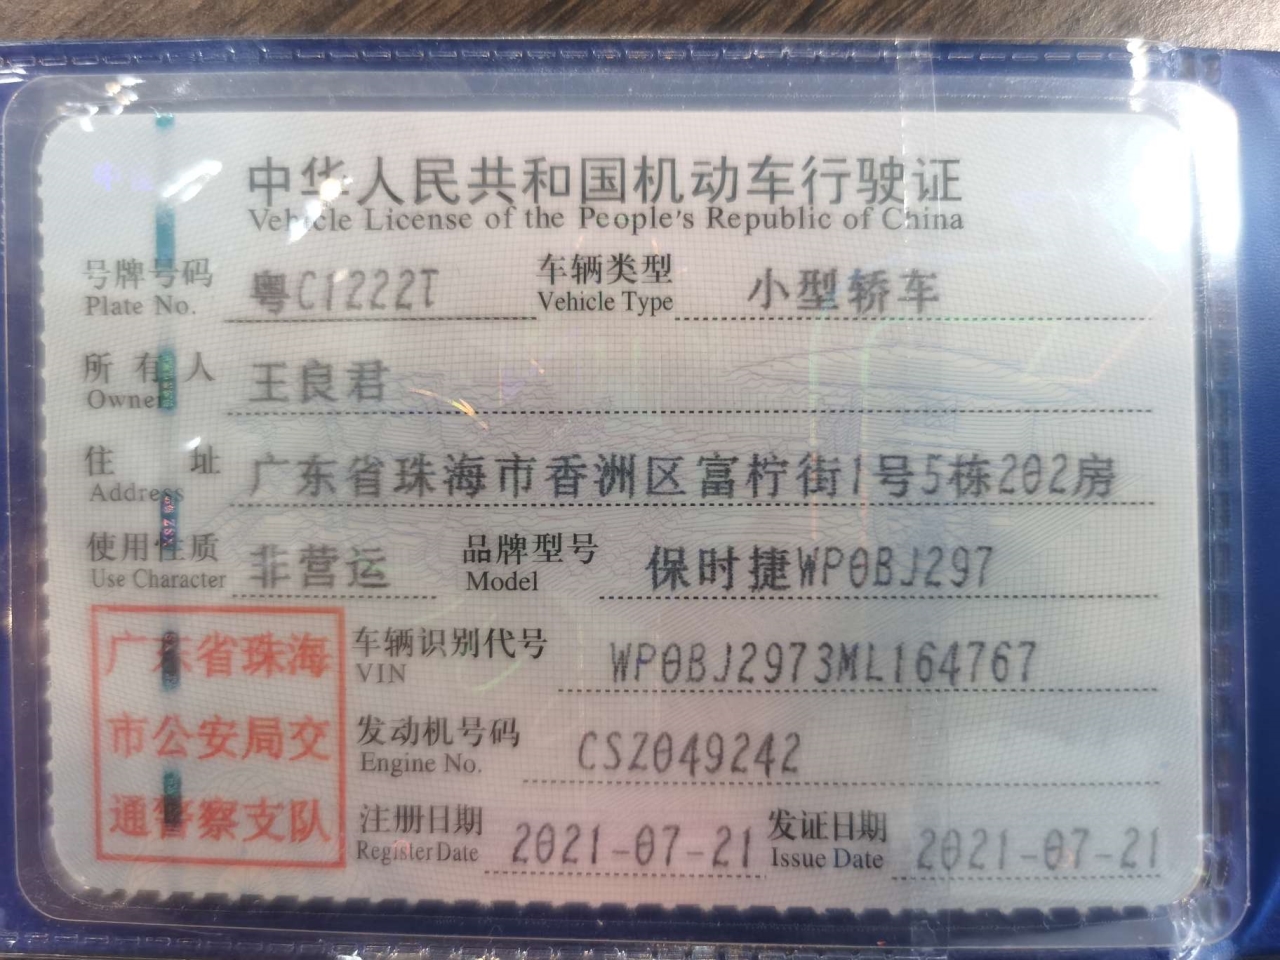 中华人民共和国机动车行驶证
Vehicle License of the People's Republic of China
号牌号码 粤C1222T 车辆类型 小型轿车
Plate No. Vehicle Type
所有人 王良君
Owner
住址 广东省珠海市香洲区富柠街1号5栋202房
Address
使用性质 非营运 品牌型号 保时捷WP0BJ297
Use Character Model
车辆识别代号 WP0BJ2973ML164767
VIN
发动机号码 CSZ049242
Engine No.
注册日期 2021-07-21 发证日期 2021-07-21
Register Date Issue Date
广东省珠海
市公安局交
通警察支队